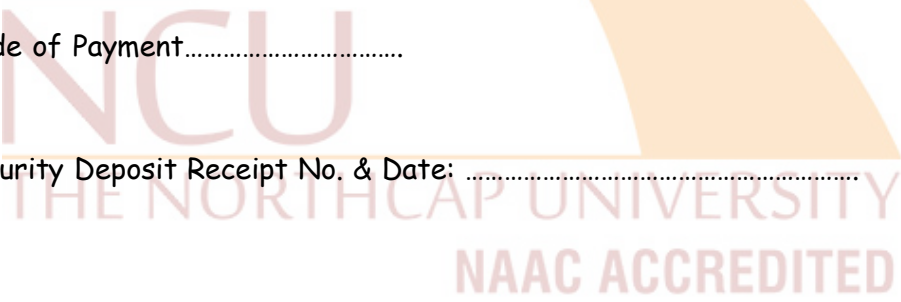 NCU
de of Payment…………………………….
urity Deposit Receipt No. & Date: …………………………………………………….
THE NORTHCAP UNIVERSITY
NAAC ACCREDITED